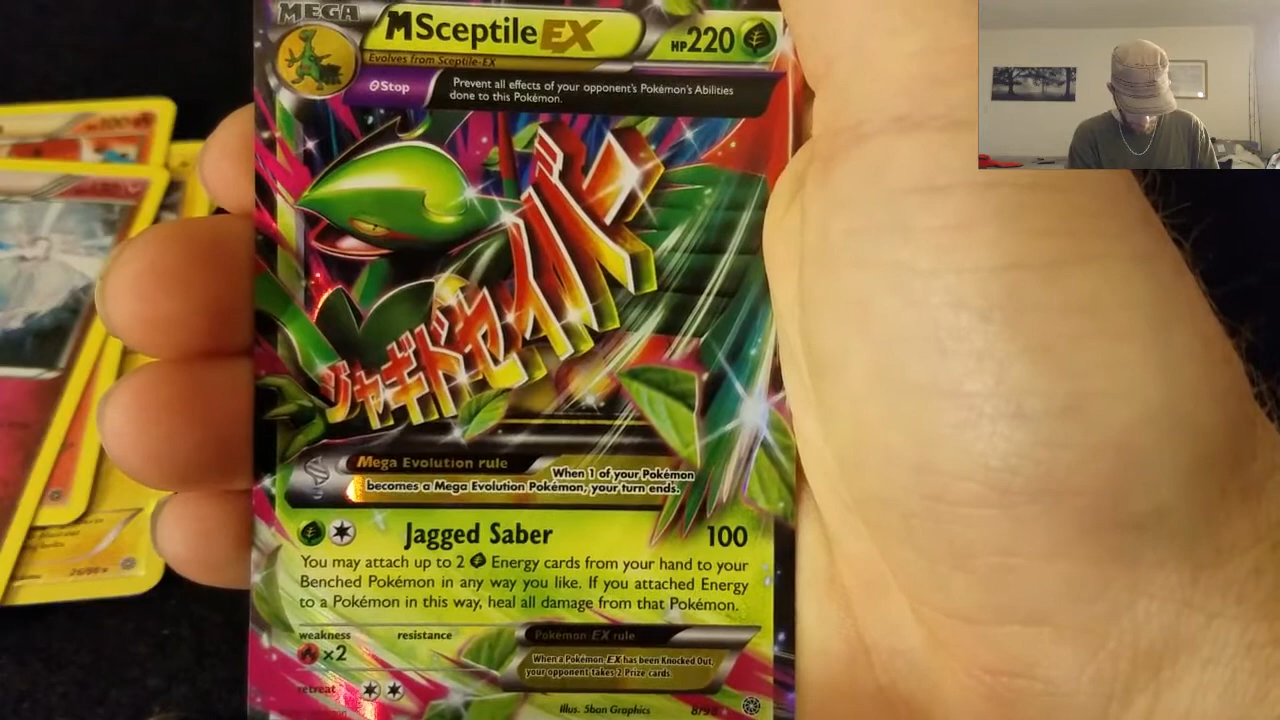 MEGA
MSceptile EX
HP220
Evolves from Sceptile-EX
θStop
Prevent all effects of your opponent's Pokémon's Abilities
done to this Pokémon.
ジャギドセイバー
Mega Evolution rule
When 1 of your Pokémon
becomes a Mega Evolution Pokémon, your turn ends.
Jagged Saber 100
You may attach up to 2 Energy cards from your hand to your
Benched Pokémon in any way you like. If you attached Energy
to a Pokémon in this way, heal all damage from that Pokémon.
weakness resistance
×2
Pokémon EX rule
When a Pokémon-EX has been Knocked Out,
your opponent takes 2 Prize cards.
retreat
Illus. 5ban Graphics
26/98